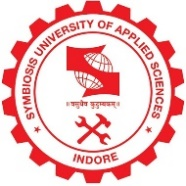 SYMBIOSIS UNIVERSITY OF APPLIED SCIENCES
॥ वसुधैव कुटुम्बकम् ॥
INDORE